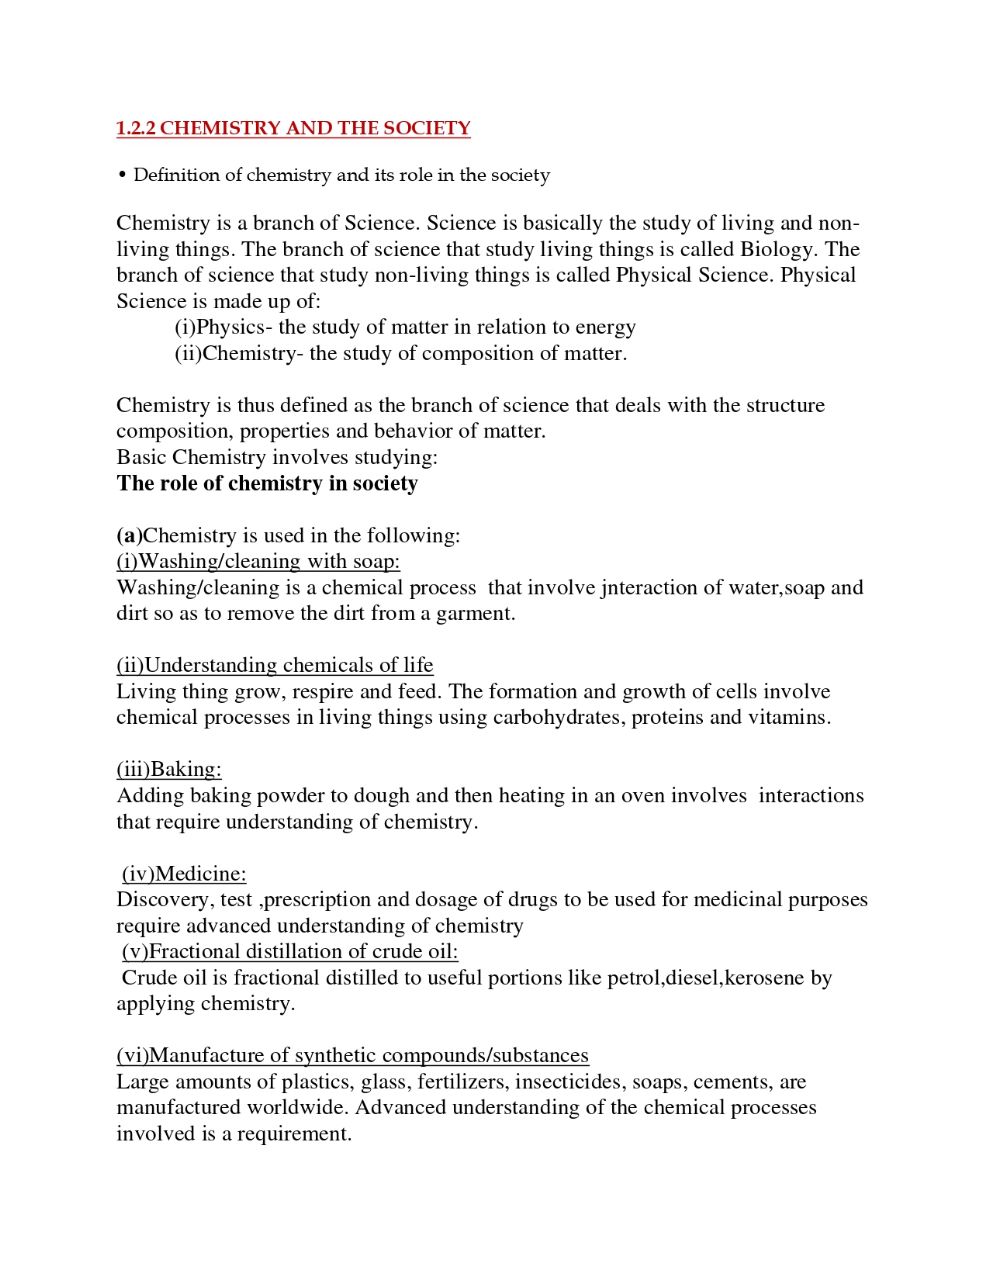 1.2.2 CHEMISTRY AND THE SOCIETY
• Definition of chemistry and its role in the society
Chemistry is a branch of Science. Science is basically the study of living and non-
living things. The branch of science that study living things is called Biology. The
branch of science that study non-living things is called Physical Science. Physical
Science is made up of:
(i)Physics- the study of matter in relation to energy
(ii)Chemistry- the study of composition of matter.
Chemistry is thus defined as the branch of science that deals with the structure
composition, properties and behavior of matter.
Basic Chemistry involves studying:
The role of chemistry in society
(a)Chemistry is used in the following:
(i)Washing/cleaning with soap:
Washing/cleaning is a chemical process  that involve jnteraction of water,soap and
dirt so as to remove the dirt from a garment.
(ii)Understanding chemicals of life
Living thing grow, respire and feed. The formation and growth of cells involve
chemical processes in living things using carbohydrates, proteins and vitamins.
(iii)Baking:
Adding baking powder to dough and then heating in an oven involves  interactions
that require understanding of chemistry.
(iv)Medicine:
Discovery, test ,prescription and dosage of drugs to be used for medicinal purposes
require advanced understanding of chemistry
(v)Fractional distillation of crude oil:
Crude oil is fractional distilled to useful portions like petrol,diesel,kerosene by
applying chemistry.
(vi)Manufacture of synthetic compounds/substances
Large amounts of plastics, glass, fertilizers, insecticides, soaps, cements, are
manufactured worldwide. Advanced understanding of the chemical processes
involved is a requirement.